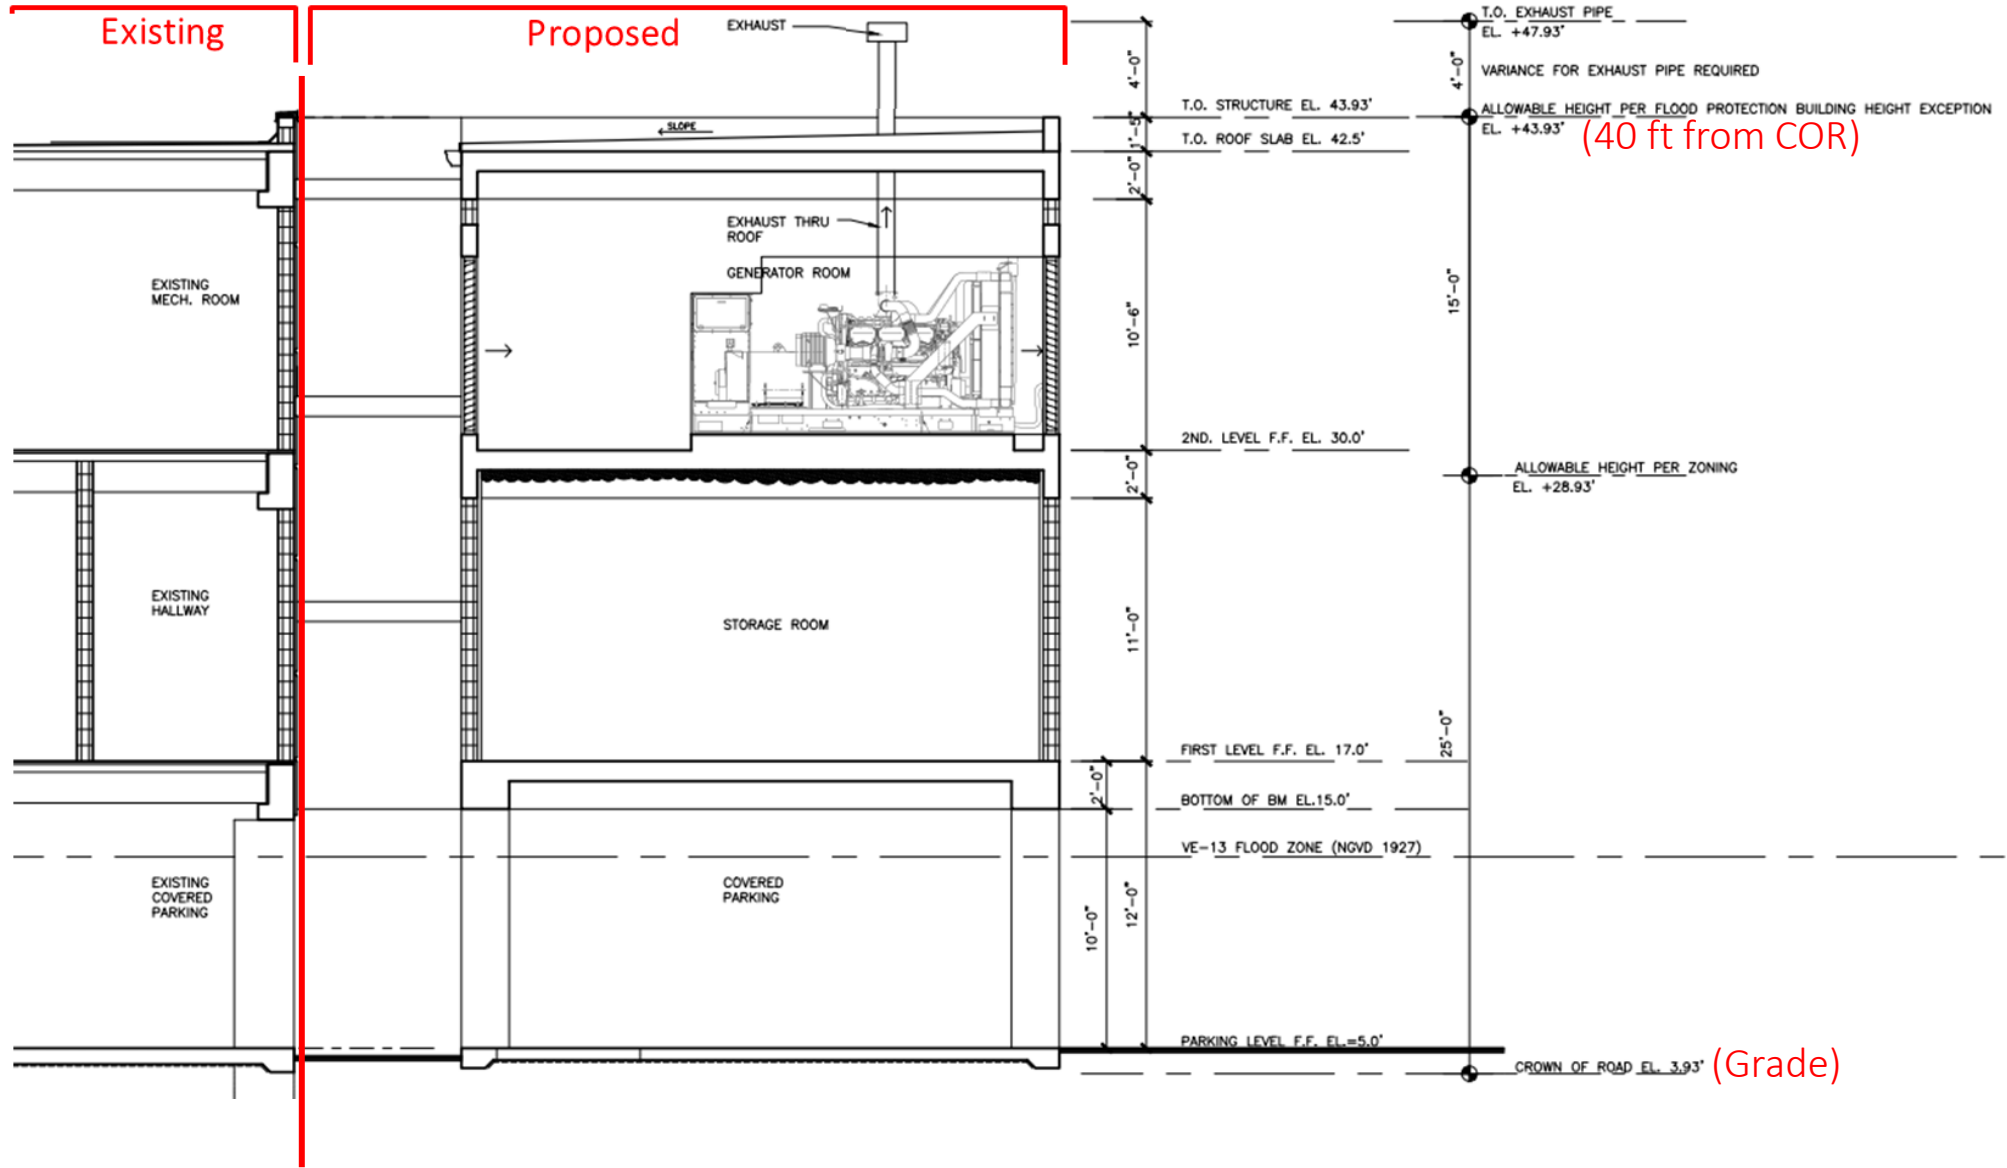 Existing
Proposed
EXHAUST
T.O. EXHAUST PIPE
EL. +47.93'
4'-0"
4'-0"
VARIANCE FOR EXHAUST PIPE REQUIRED
T.O. STRUCTURE EL. 43.93'
ALLOWABLE HEIGHT PER FLOOD PROTECTION BUILDING HEIGHT EXCEPTION
EL. +43.93'
(40 ft from COR)
SLOPE
1'-5"
T.O. ROOF SLAB EL. 42.5'
2'-0"
EXHAUST THRU
ROOF
GENERATOR ROOM
EXISTING
MECH. ROOM
15'-0"
10'-6"
2ND. LEVEL F.F. EL. 30.0'
2'-0"
ALLOWABLE HEIGHT PER ZONING
EL. +28.93'
EXISTING
HALLWAY
STORAGE ROOM
11'-0"
25'-0"
FIRST LEVEL F.F. EL. 17.0'
2'-0"
BOTTOM OF BM EL.15.0'
VE-13 FLOOD ZONE (NGVD 1927)
EXISTING
COVERED
PARKING
COVERED
PARKING
10'-0"
12'-0"
PARKING LEVEL F.F. EL.=5.0'
CROWN OF ROAD EL. 3.93'
(Grade)